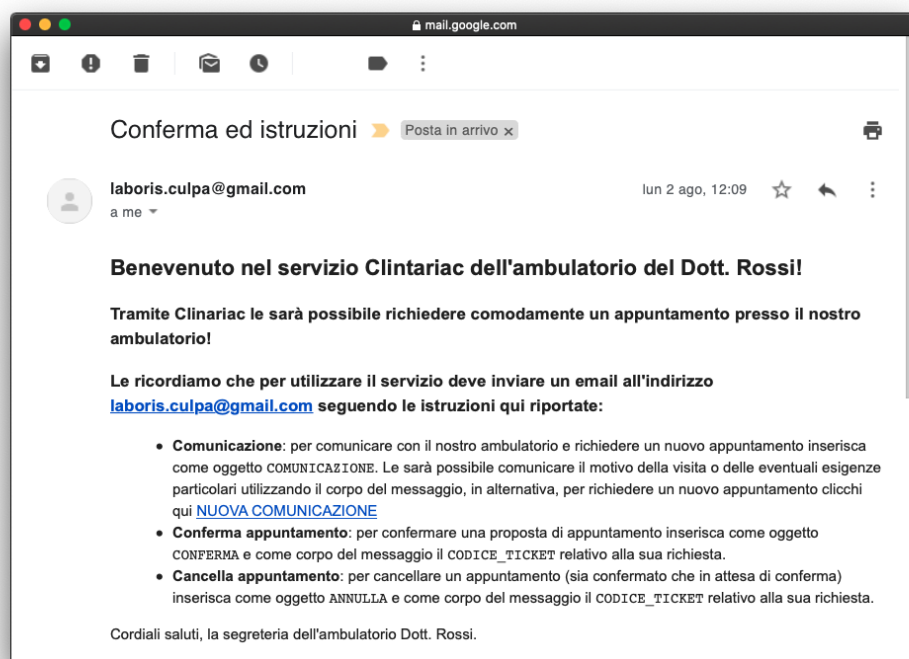 mail.google.com
Conferma ed istruzioni Posta in arrivo x
laboris.culpa@gmail.com lun 2 ago, 12:09
a me
Benevenuto nel servizio Clintariac dell'ambulatorio del Dott. Rossi!
Tramite Clinariac le sarà possibile richiedere comodamente un appuntamento presso il nostro
ambulatorio!
Le ricordiamo che per utilizzare il servizio deve inviare un email all'indirizzo
laboris.culpa@gmail.com seguendo le istruzioni qui riportate:
• Comunicazione: per comunicare con il nostro ambulatorio e richiedere un nuovo appuntamento inserisca
come oggetto COMUNICAZIONE. Le sarà possibile comunicare il motivo della visita o delle eventuali esigenze
particolari utilizzando il corpo del messaggio, in alternativa, per richiedere un nuovo appuntamento clicchi
qui NUOVA COMUNICAZIONE
• Conferma appuntamento: per confermare una proposta di appuntamento inserisca come oggetto
CONFERMA e come corpo del messaggio il CODICE_TICKET relativo alla sua richiesta.
• Cancella appuntamento: per cancellare un appuntamento (sia confermato che in attesa di conferma)
inserisca come oggetto ANNULLA e come corpo del messaggio il CODICE_TICKET relativo alla sua richiesta.
Cordiali saluti, la segreteria dell'ambulatorio Dott. Rossi.